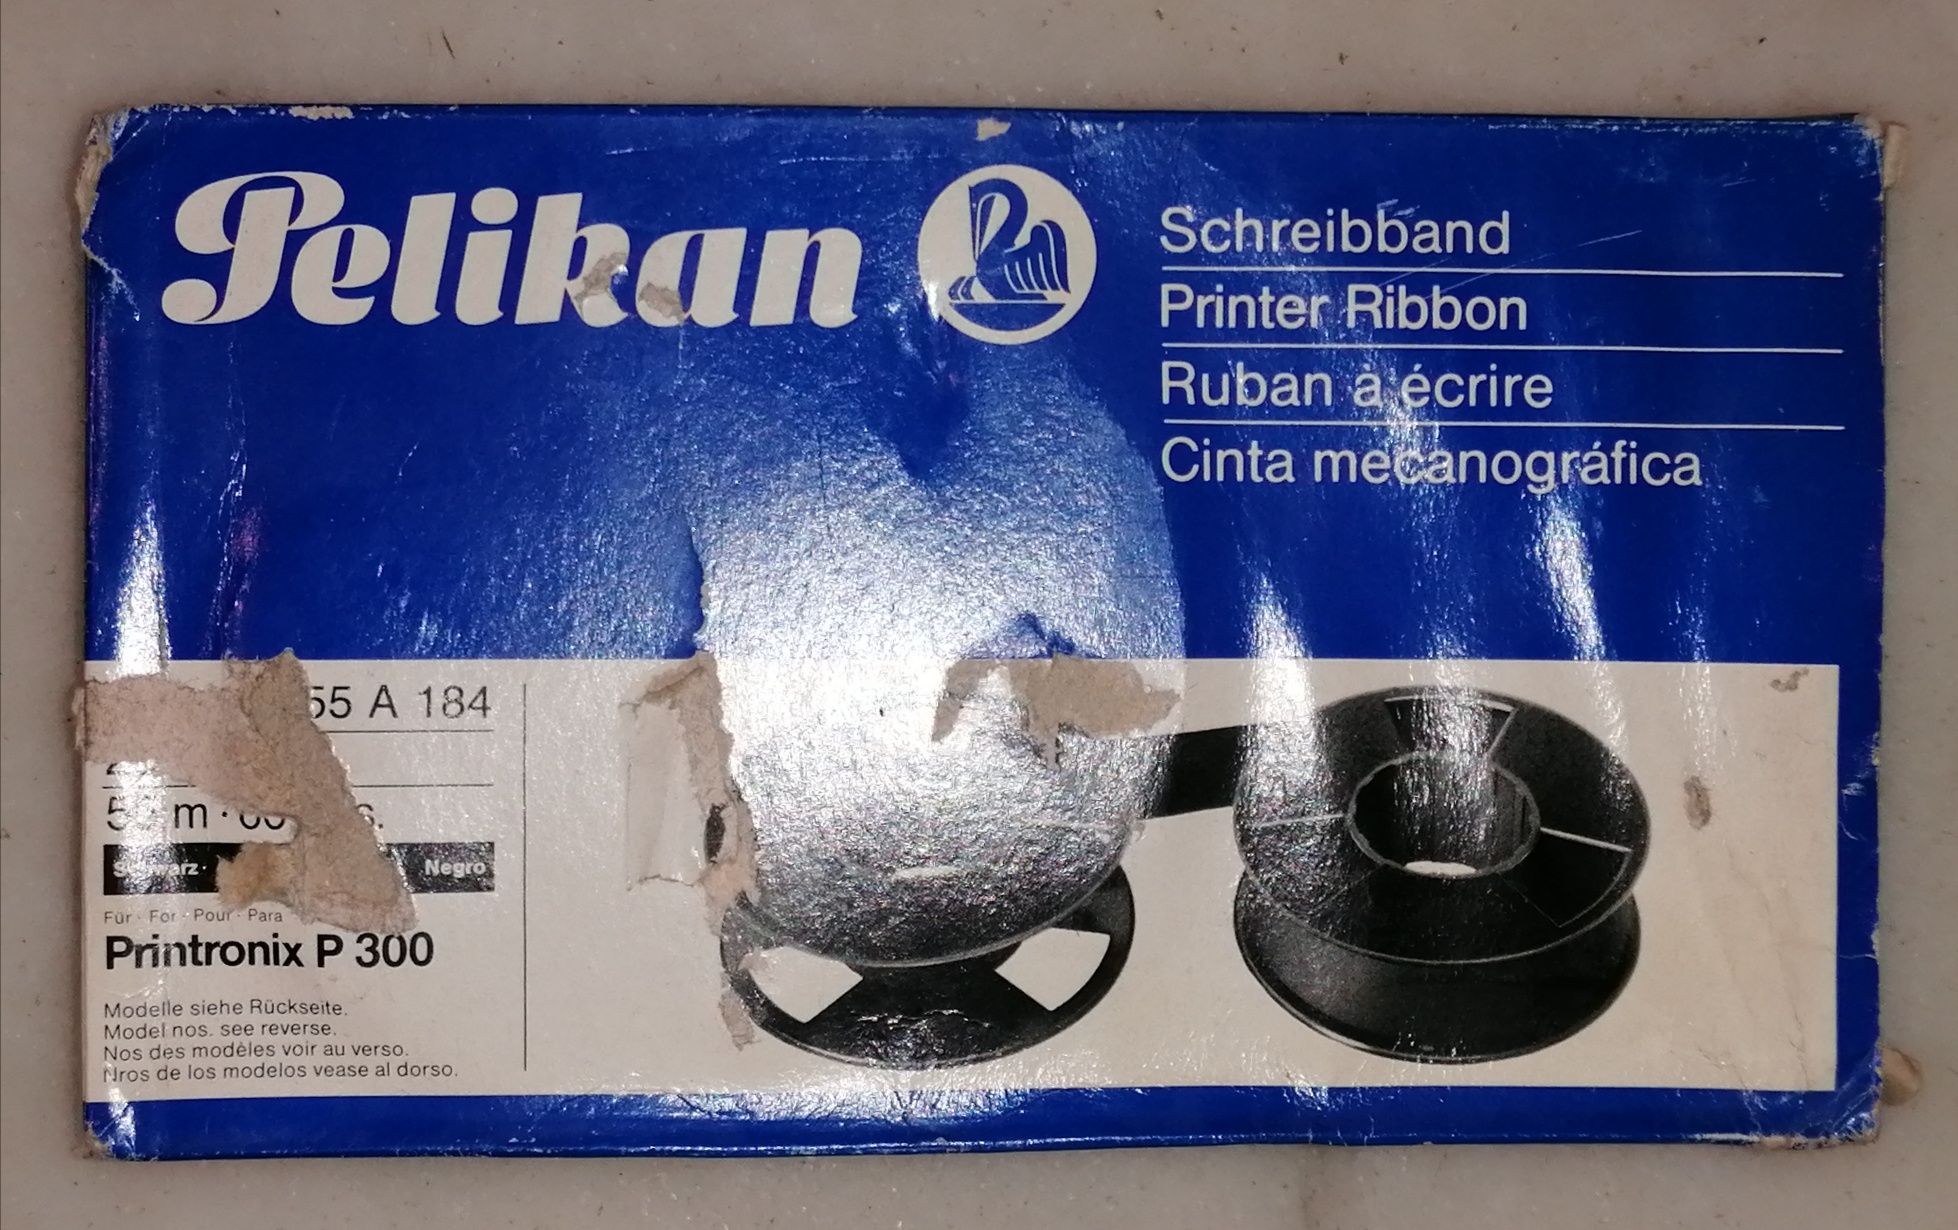 Pelikan
Schreibband
Printer Ribbon
Ruban à écrire
Cinta mecanográfica
55 A 184
m ·
Negro
Für · For · Pour · Para
Printronix P 300
Modelle siehe Rückseite.
Model nos. see reverse.
Nos des modèles voir au verso.
Nros de los modelos vease al dorso.